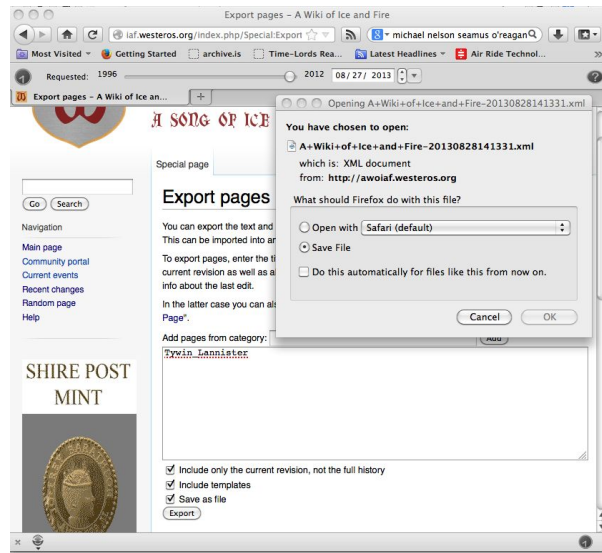 Export pages – A Wiki of Ice and Fire
iaf.westeros.org/index.php/Special:Export
michael nelson seamus o'reagan
Most Visited
Getting Started
archive.is
Time-Lords Rea...
Latest Headlines
Air Ride Technol...
Requested: 1996
2012
08/27/2013
Export pages – A Wiki of Ice an...
Opening A+Wiki+of+Ice+and+Fire-20130828141331.xml
You have chosen to open:
A+Wiki+of+Ice+and+Fire-20130828141331.xml
which is: XML document
from: http://awoiaf.westeros.org
What should Firefox do with this file?
Open with Safari (default)
Save File
Do this automatically for files like this from now on.
Cancel
OK
A SONG OF ICE
Special page
Go
Search
Navigation
Main page
Community portal
Current events
Recent changes
Random page
Help
SHIRE POST
MINT
Export pages
You can export the text and
This can be imported into an
To export pages, enter the ti
current revision as well as al
info about the last edit.
In the latter case you can als
Page".
Add pages from category:
Add
Tywin_Lannister
Include only the current revision, not the full history
Include templates
Save as file
Export